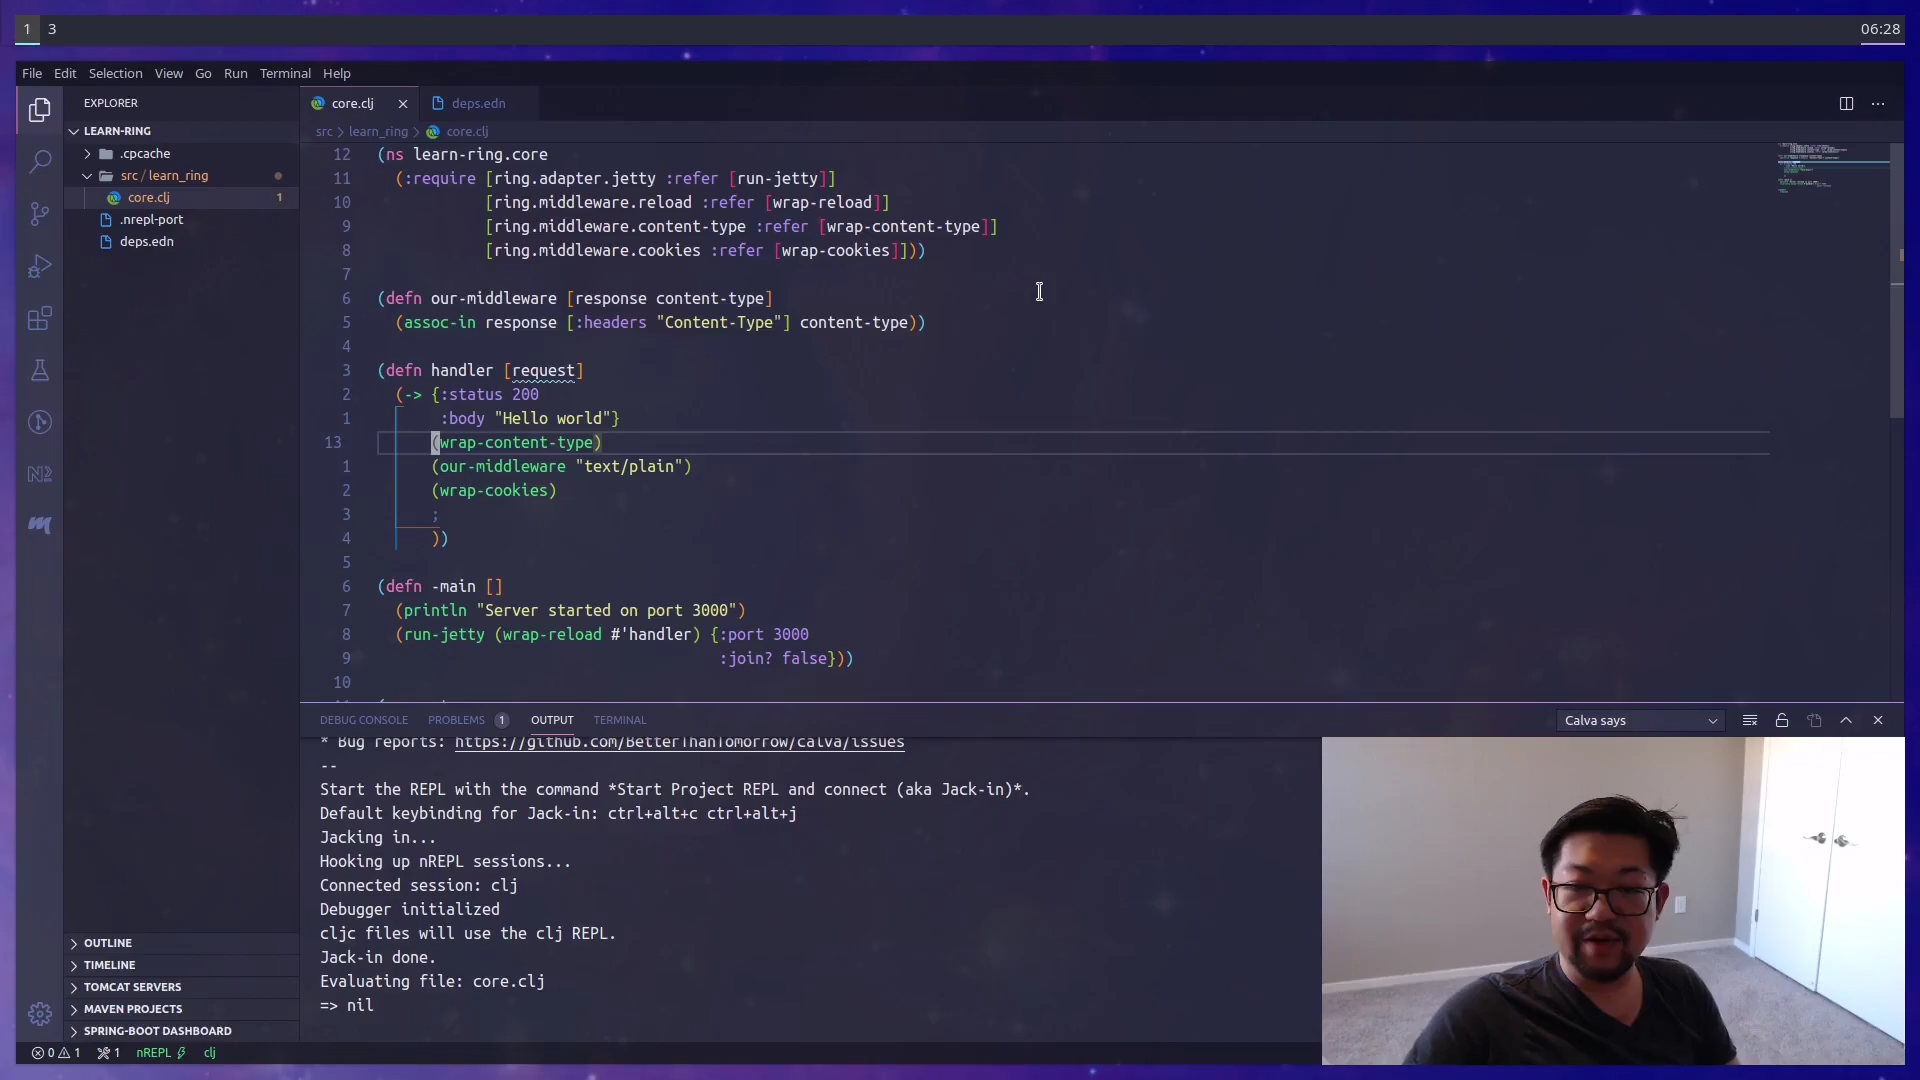 1 3
06:28
File Edit Selection View Go Run Terminal Help
EXPLORER
LEARN-RING
.cpcache
src / learn_ring
core.clj 1
.nrepl-port
deps.edn
OUTLINE
TIMELINE
TOMCAT SERVERS
MAVEN PROJECTS
SPRING-BOOT DASHBOARD
core.clj deps.edn
src > learn_ring > core.clj
12 (ns learn-ring.core
11 (:require [ring.adapter.jetty :refer [run-jetty]]
10 [ring.middleware.reload :refer [wrap-reload]]
9 [ring.middleware.content-type :refer [wrap-content-type]]
8 [ring.middleware.cookies :refer [wrap-cookies]]))
7
6 (defn our-middleware [response content-type]
5 (assoc-in response [:headers "Content-Type"] content-type))
4
3 (defn handler [request]
2 (-> {:status 200
1 :body "Hello world"}
13 (wrap-content-type)
1 (our-middleware "text/plain")
2 (wrap-cookies)
3 ;
4 ))
5
6 (defn -main []
7 (println "Server started on port 3000")
8 (run-jetty (wrap-reload #'handler) {:port 3000
9 :join? false}))
10
DEBUG CONSOLE PROBLEMS 1 OUTPUT TERMINAL
Calva says
* Bug reports: https://github.com/BetterThanTomorrow/calva/issues
--
Start the REPL with the command *Start Project REPL and connect (aka Jack-in)*.
Default keybinding for Jack-in: ctrl+alt+c ctrl+alt+j
Jacking in...
Hooking up nREPL sessions...
Connected session: clj
Debugger initialized
cljc files will use the clj REPL.
Jack-in done.
Evaluating file: core.clj
=> nil
0 1 1 nREPL clj